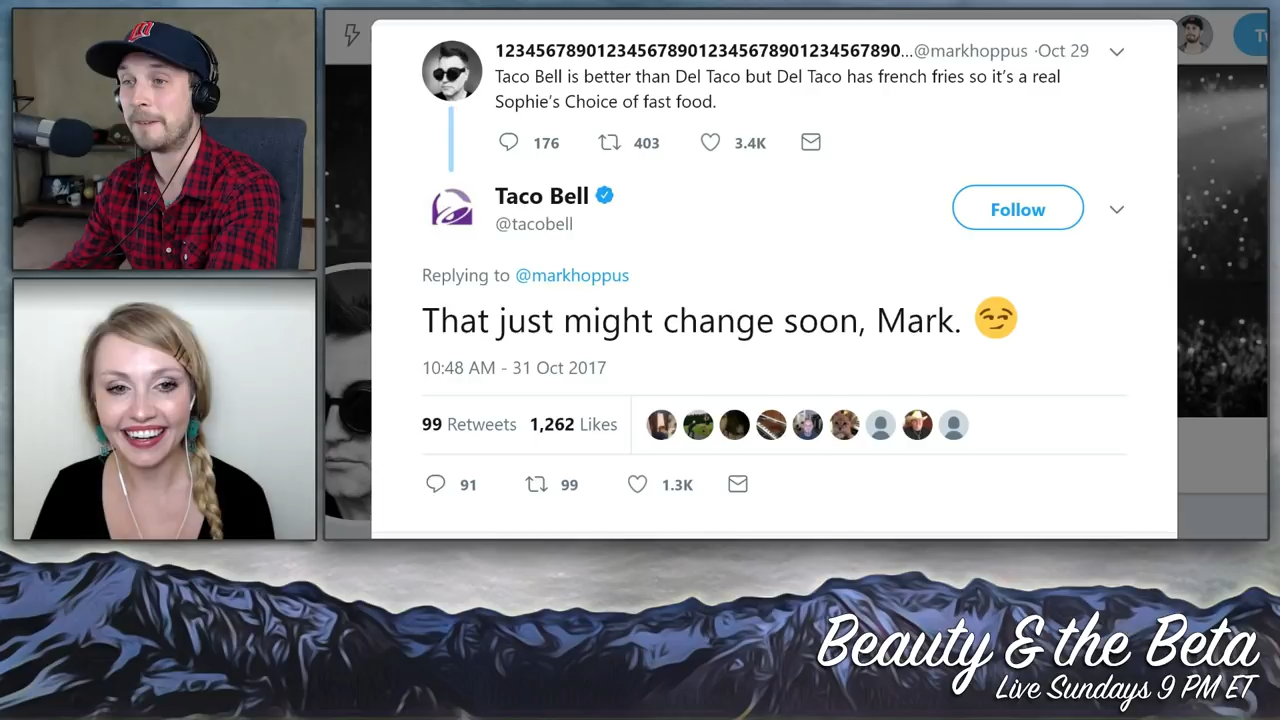 123456789012345678901234567890123456​7890...@markhoppus · Oct 29
Taco Bell is better than Del Taco but Del Taco has french fries so it's a real
Sophie's Choice of fast food.
176 403 3.4K
Taco Bell
@tacobell
Follow
Replying to @markhoppus
That just might change soon, Mark. 😏
10:48 AM - 31 Oct 2017
99 Retweets 1,262 Likes
91 99 1.3K
Beauty & the Beta
Live Sundays 9 PM ET